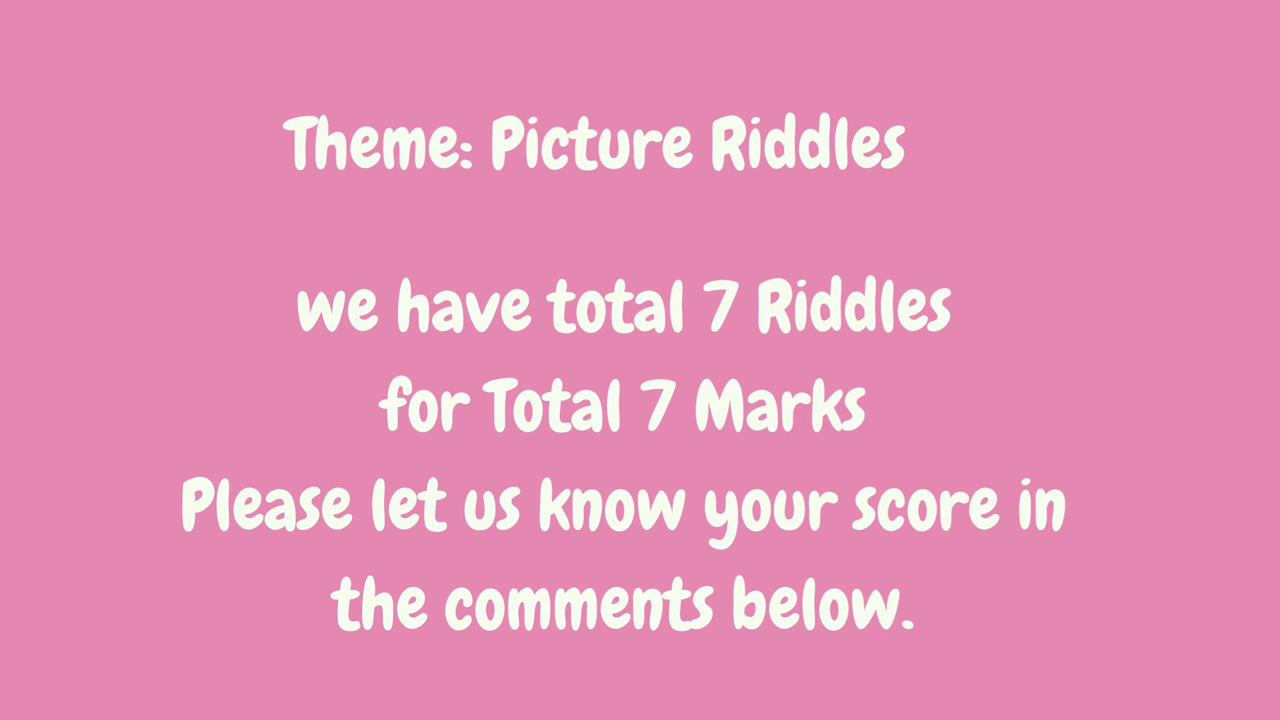 Theme: Picture Riddles
we have total 7 Riddles
for Total 7 Marks
Please let us know your score in
the comments below.